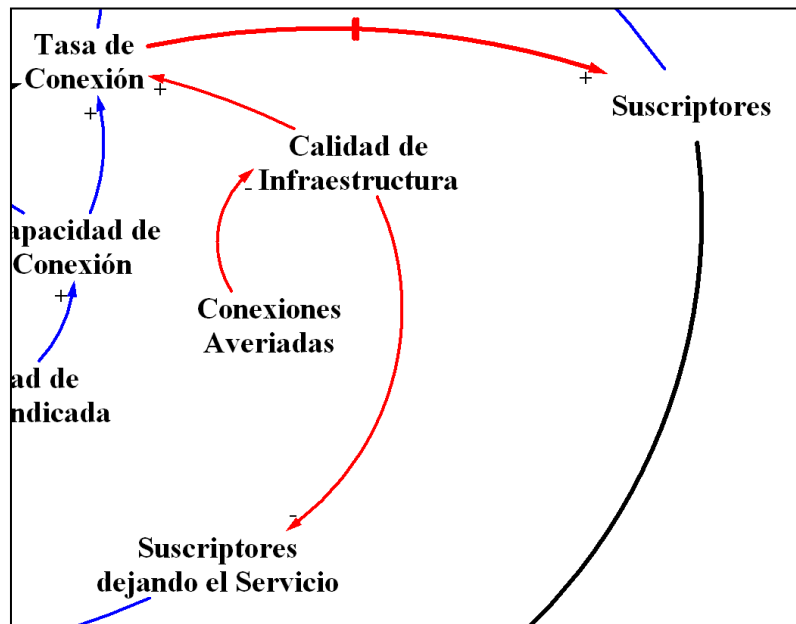 Tasa de
Conexión
+
+
+
Suscriptores
Calidad de
Infraestructura
-
apacidad de
Conexión
+
Conexiones
Averiadas
ad de
ndicada
-
Suscriptores
dejando el Servicio